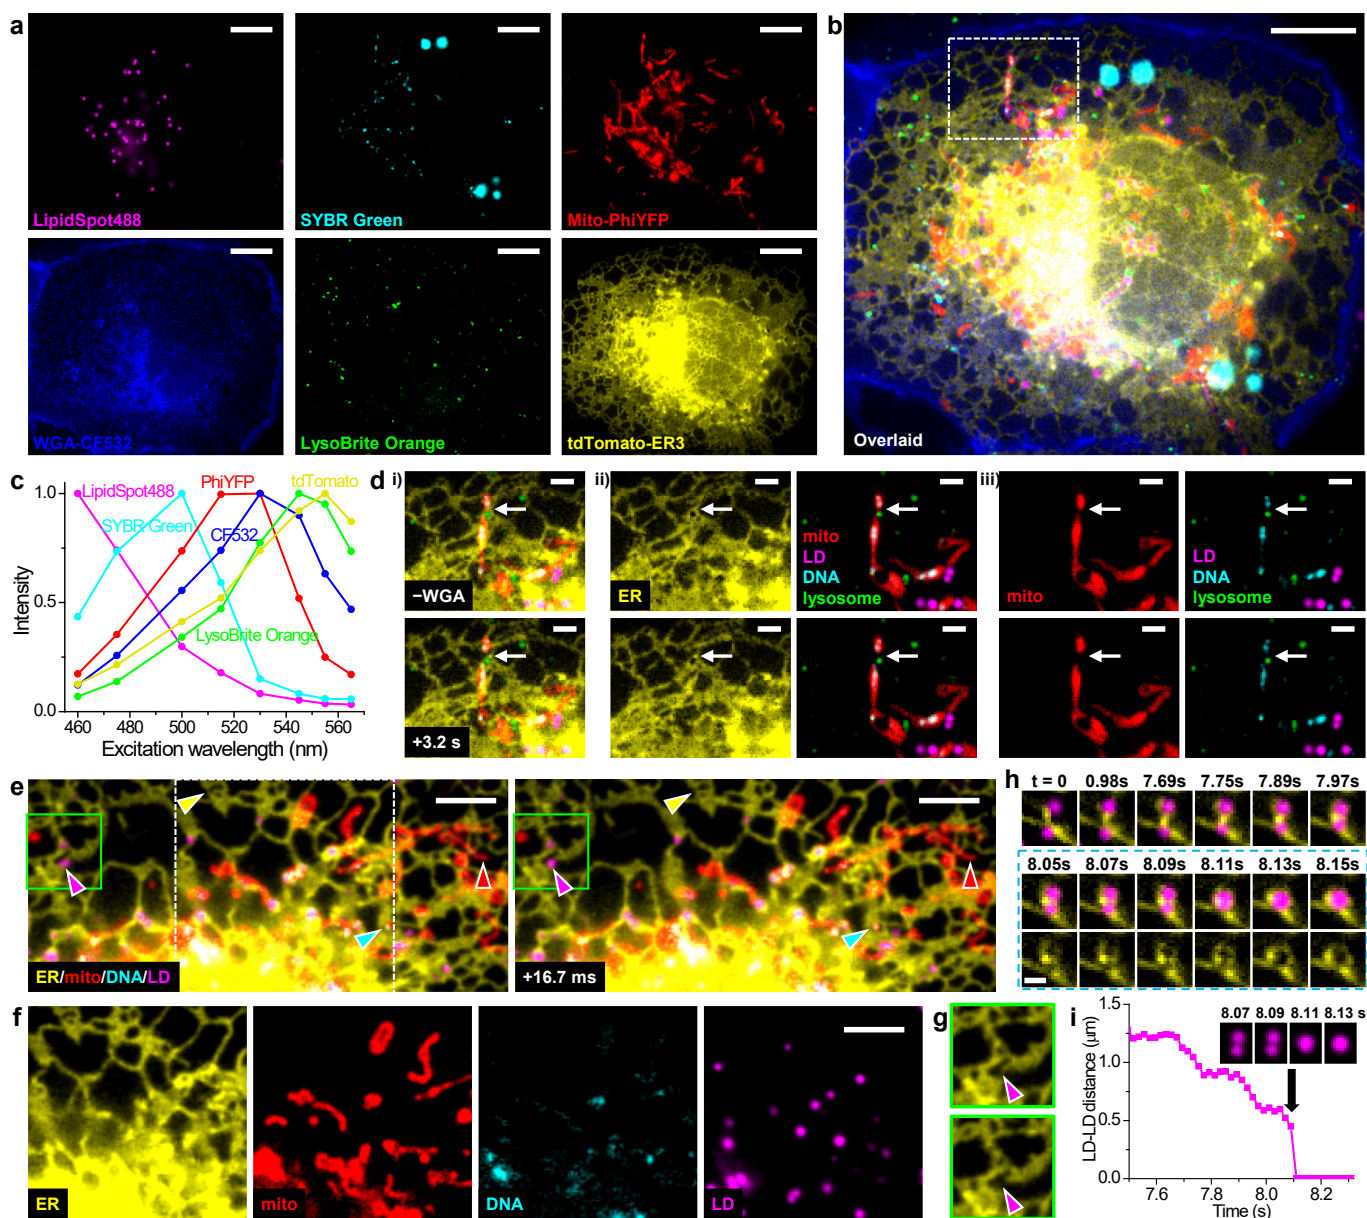 a
LipidSpot488
SYBR Green
Mito-PhiYFP
WGA-CF532
LysoBrite Orange
tdTomato-ER3
b
Overlaid
c
LipidSpot488
PhiYFP
tdTomato
SYBR Green
CF532
LysoBrite Orange
1.0
0.5
0.0
Intensity
460 480 500 520 540 560
Excitation wavelength (nm)
d i) ii) iii)
−WGA
ER
mito
LD
DNA
lysosome
mito
LD
DNA
lysosome
+3.2 s
e
ER/mito/DNA/LD
+16.7 ms
f
ER
mito
DNA
LD
g
h
t = 0 0.98s 7.69s 7.75s 7.89s 7.97s
8.05s 8.07s 8.09s 8.11s 8.13s 8.15s
i
8.07 8.09 8.11 8.13 s
1.5
1.0
0.5
0.0
LD-LD distance (μm)
7.6 7.8 8.0 8.2
Time (s)